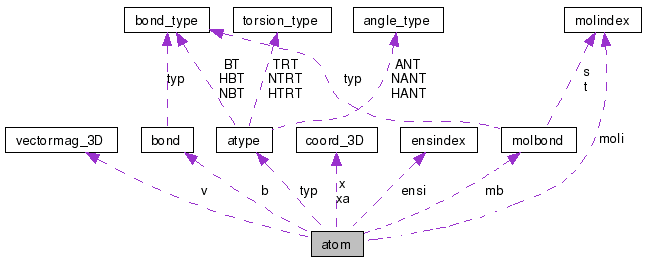 bond_type
torsion_type
angle_type
molindex
BT
HBT
NBT
TRT
NTRT
HTRT
ANT
NANT
HANT
typ
typ
s
t
vectormag_3D
bond
atype
coord_3D
ensindex
molbond
moli
v
b
typ
x
xa
ensi
mb
atom